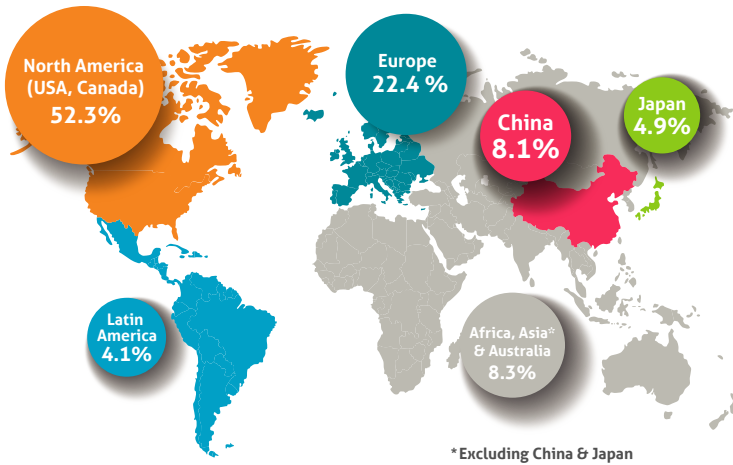 North America
(USA, Canada)
52.3%
Europe
22.4 %
China
8.1%
Japan
4.9%
Latin
America
4.1%
Africa, Asia*
& Australia
8.3%
*Excluding China & Japan